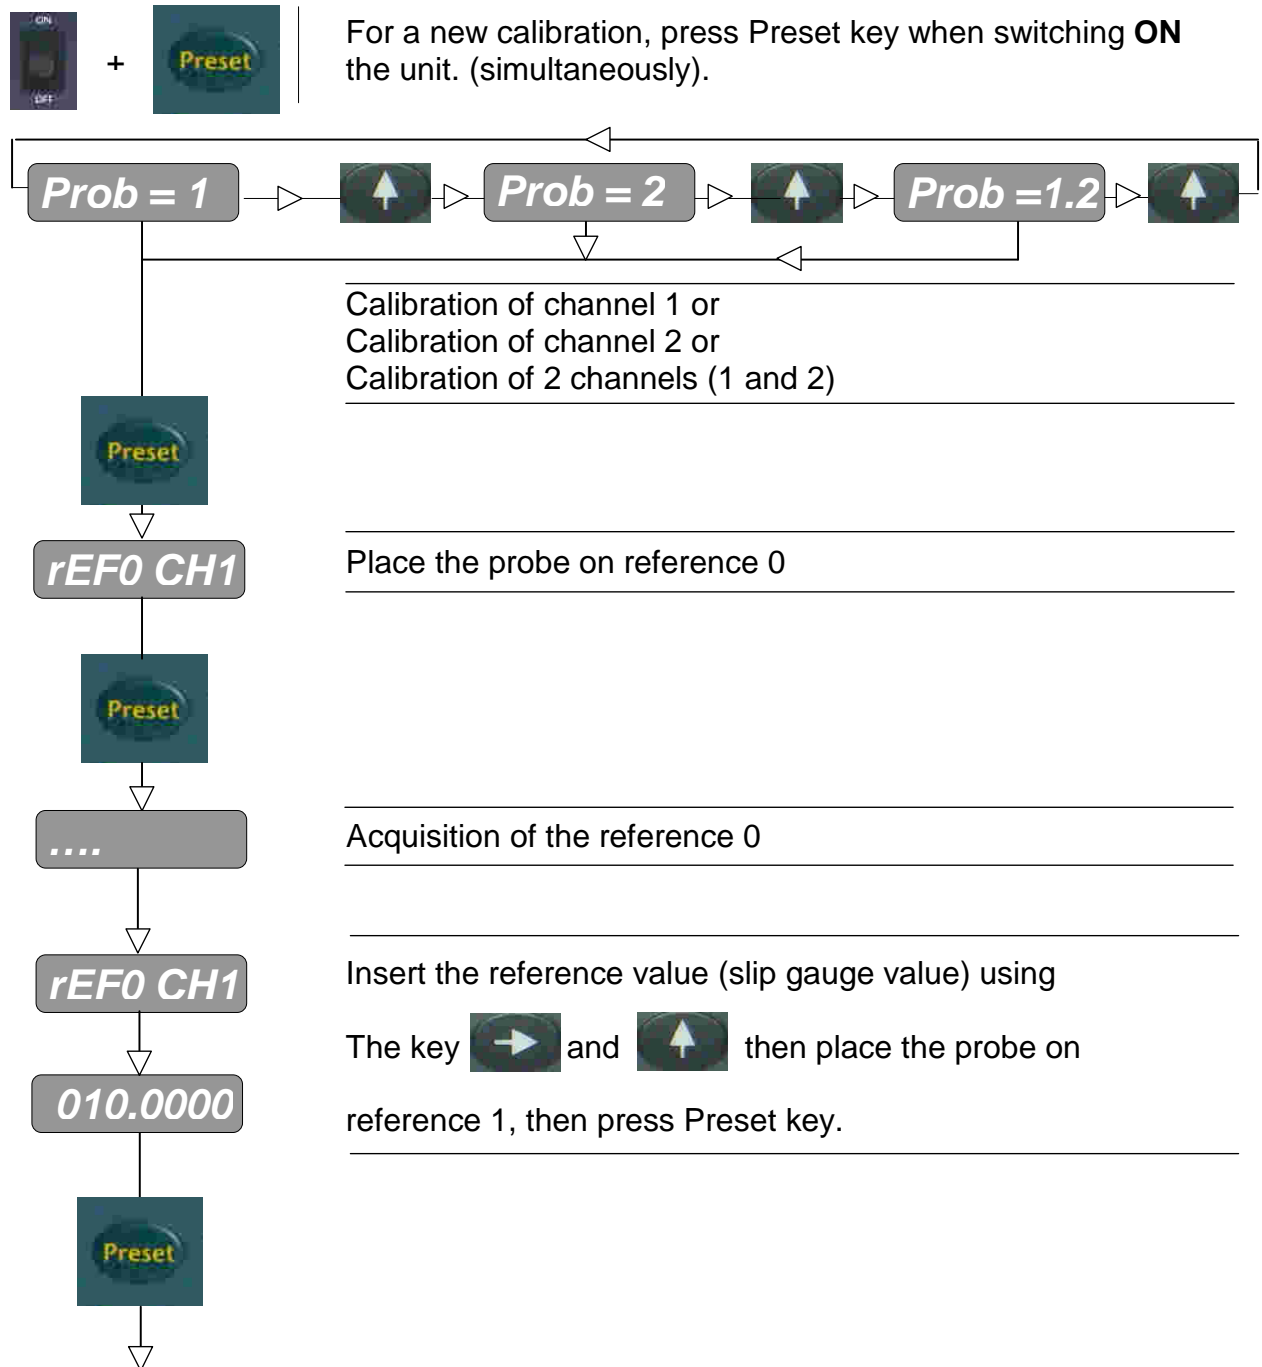 ON
OFF
+
Preset
For a new calibration, press Preset key when switching ON
the unit. (simultaneously).
Prob = 1
Prob = 2
Prob =1.2
Calibration of channel 1 or
Calibration of channel 2 or
Calibration of 2 channels (1 and 2)
Preset
rEF0 CH1
Place the probe on reference 0
Preset
....
Acquisition of the reference 0
rEF0 CH1
Insert the reference value (slip gauge value) using
The key and then place the probe on
010.0000
reference 1, then press Preset key.
Preset